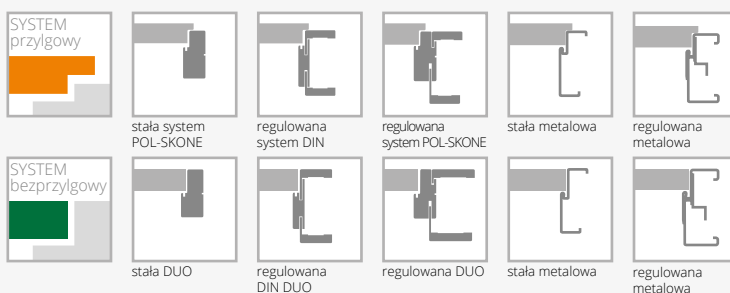 SYSTEM
przylgowy
stała system
POL-SKONE
regulowana
system DIN
regulowana
system POL-SKONE
stała metalowa
regulowana
metalowa
SYSTEM
bezprzylgowy
stała DUO
regulowana
DIN DUO
regulowana DUO
stała metalowa
regulowana
metalowa